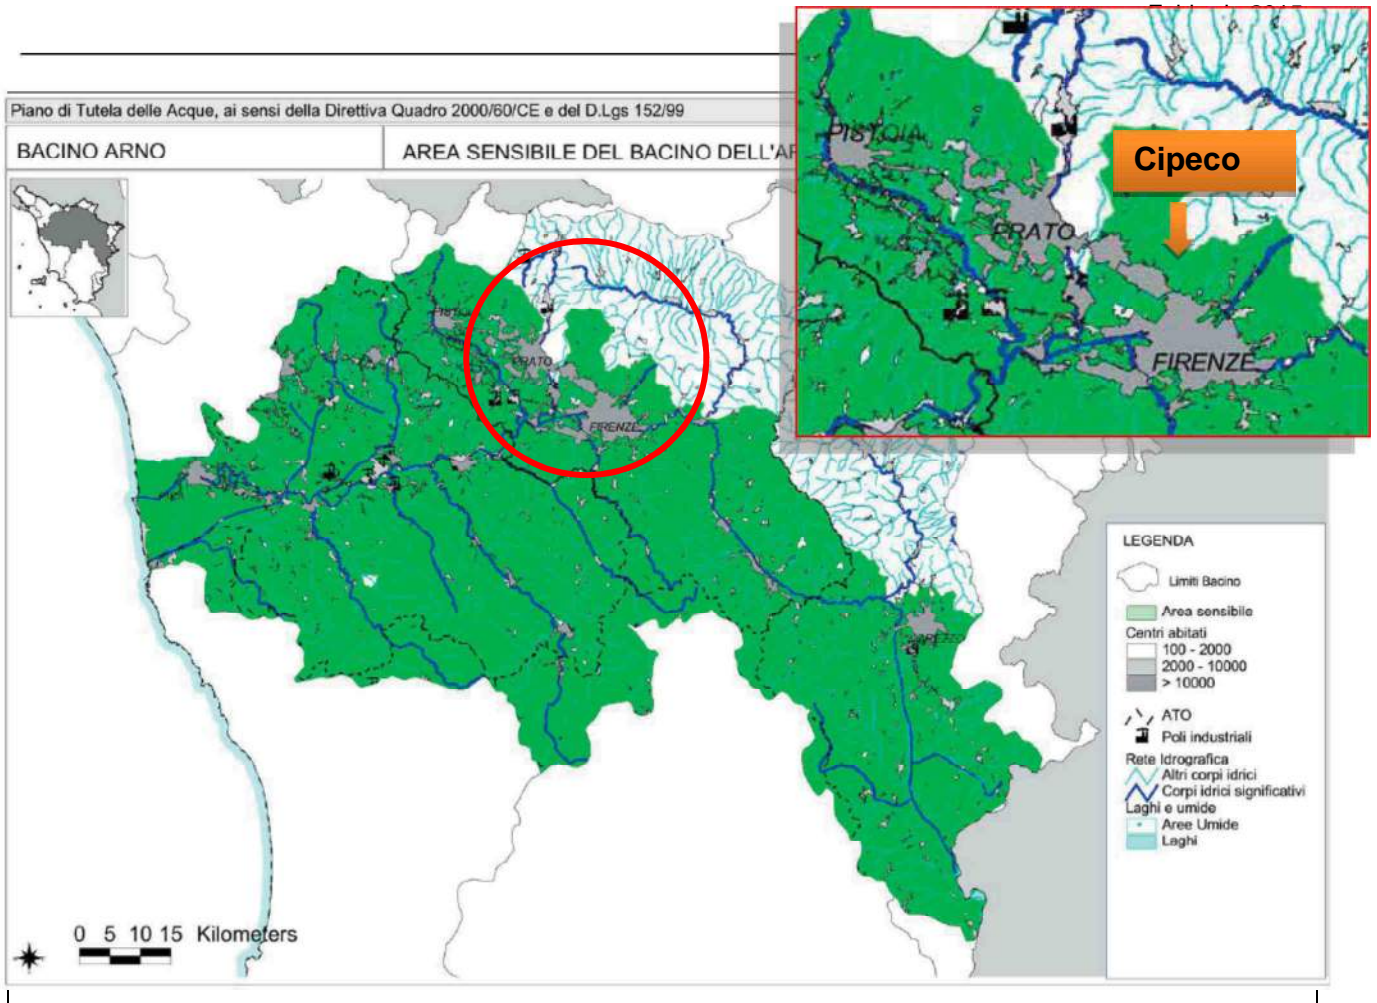 Piano di Tutela delle Acque, ai sensi della Direttiva Quadro 2000/60/CE e del D.Lgs 152/99
BACINO ARNO
AREA SENSIBILE DEL BACINO DELL'A
PISTOIA
PRATO
FIRENZE
Cipeco
PRATO
FIRENZE
AREZZO
LEGENDA
Limiti Bacino
Area sensibile
Centri abitati
100 - 2000
2000 - 10000
> 10000
ATO
Poli industriali
Rete Idrografica
Altri corpi idrici
Corpi idrici significativi
Laghi e umide
Aree Umide
Laghi
0 5 10 15 Kilometers